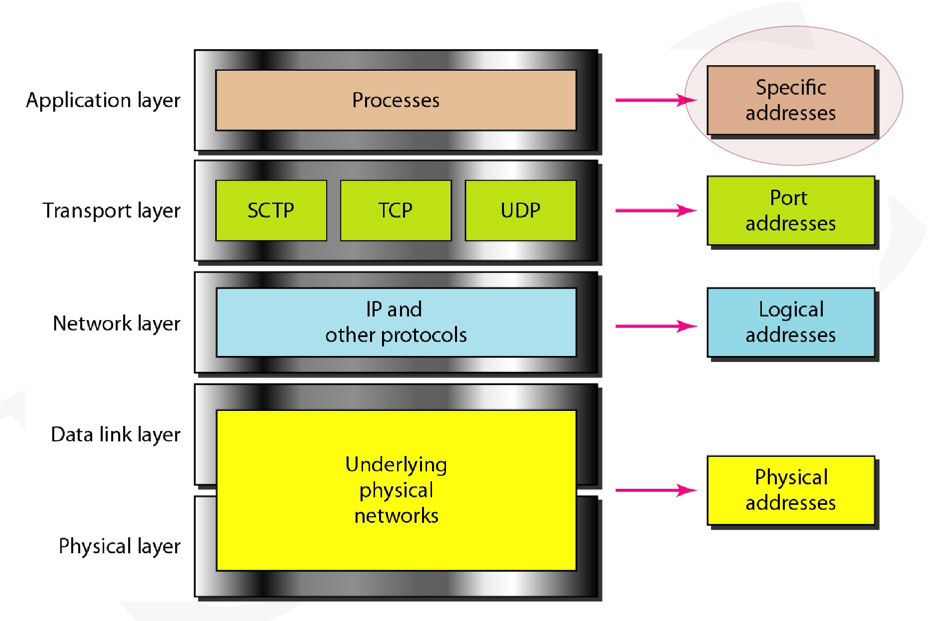 Application layer
Processes
Specific
addresses
Transport layer
SCTP
TCP
UDP
Port
addresses
Network layer
IP and
other protocols
Logical
addresses
Data link layer
Underlying
physical
networks
Physical
addresses
Physical layer